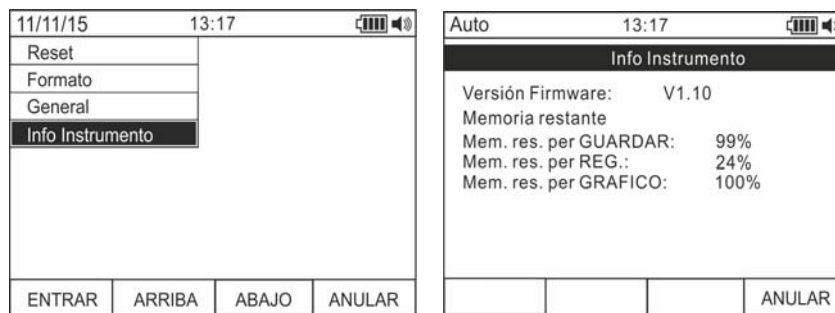 11/11/15 13:17
Reset
Formato
General
Info Instrumento
ENTRAR ARRIBA ABAJO ANULAR
Auto 13:17
Info Instrumento
Versión Firmware: V1.10
Memoria restante
Mem. res. per GUARDAR: 99%
Mem. res. per REG.: 24%
Mem. res. per GRAFICO: 100%
ANULAR